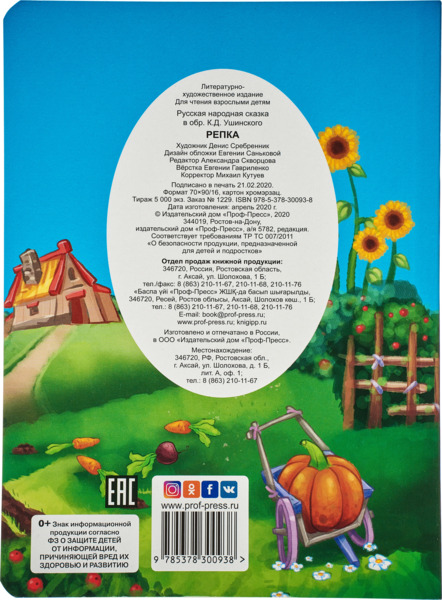 Литературно-
художественное издание
Для чтения взрослыми детям
Русская народная сказка
в обр. К.Д. Ушинского
РЕПКА
Художник Денис Сребренник
Дизайн обложки Евгении Саньковой
Редактор Александра Скворцова
Вёрстка Евгении Гавриленко
Корректор Михаил Кутуев
Подписано в печать 21.02.2020.
Формат 70×90/16, картон хромэрзац.
Тираж 5 000 экз. Заказ № 1229. ISBN 978-5-378-30093-8
Дата изготовления: апрель 2020 г.
© Издательский дом «Проф-Пресс», 2020
344019, Ростов-на-Дону,
издательский дом «Проф-Пресс», а/я 5782, редакция.
Соответствует требованиям ТР ТС 007/2011
«О безопасности продукции, предназначенной
для детей и подростков»
Отдел продаж книжной продукции:
346720, Россия, Ростовская область,
г. Аксай, ул. Шолохова, 1 Б;
тел./факс: 8 (863) 210-11-67, 210-11-68, 210-11-76
«Баспа үйі «Проф-Пресс» ЖШҚ-да басып шығарылды,
346720, Ресей, Ростов облысы, Аксай, Шолохов көш., 1 Б;
тел.: 8 (863) 210-11-67, 210-11-68, 210-11-76
E-mail: book@prof-press.ru;
www.prof-press.ru; knigipp.ru
Изготовлено и отпечатано в России,
в ООО «Издательский дом «Проф-Пресс».
Местонахождение:
346720, РФ, Ростовская обл.,
г. Аксай, ул. Шолохова, д. 1 Б,
лит. А, оф. 1;
тел.: 8 (863) 210-11-67
EAC
www.prof-press.ru
9 785378 300938 >
0+ Знак информационной
продукции согласно
ФЗ О ЗАЩИТЕ ДЕТЕЙ
ОТ ИНФОРМАЦИИ,
ПРИЧИНЯЮЩЕЙ ВРЕД ИХ
ЗДОРОВЬЮ И РАЗВИТИЮ